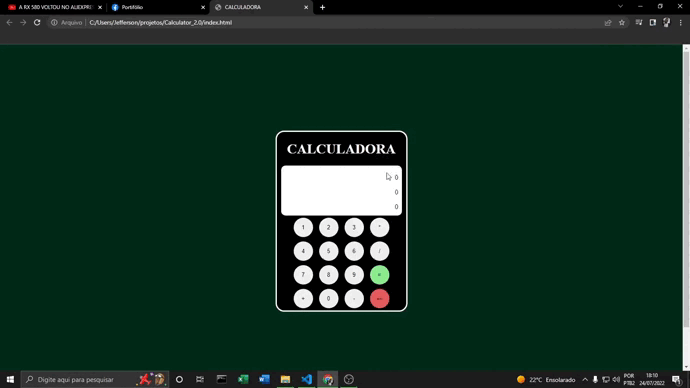 A RX 580 VOLTOU NO ALIEXPRE
Portifólio
CALCULADORA
Arquivo
C:/Users/Jefferson/projetos/Calculator_2.0/index.html
CALCULADORA
0
0
0
1 2 3 *
4 5 6 /
7 8 9 =
+ 0 -
Digite aqui para pesquisar
22°C Ensolarado
POR
PTB2
18:10
24/07/2022